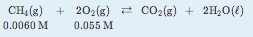 CH₄(g) + 2O₂(g) ⇄ CO₂(g) + 2H₂O(ℓ)
0.0060 M 0.055 M